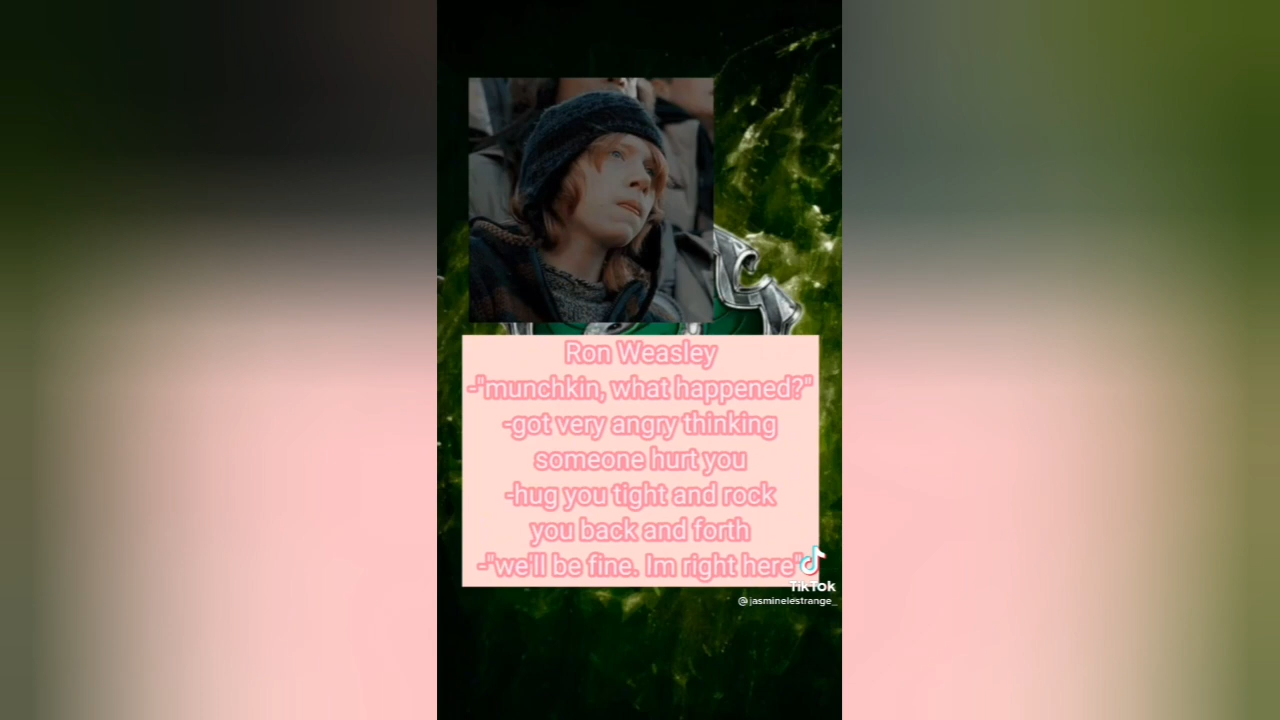 Ron Weasley
-"munchkin, what happened?"
-got very angry thinking
someone hurt you
-hug you tight and rock
you back and forth
-"we'll be fine. Im right here"
TikTok
@jasminelestrange_